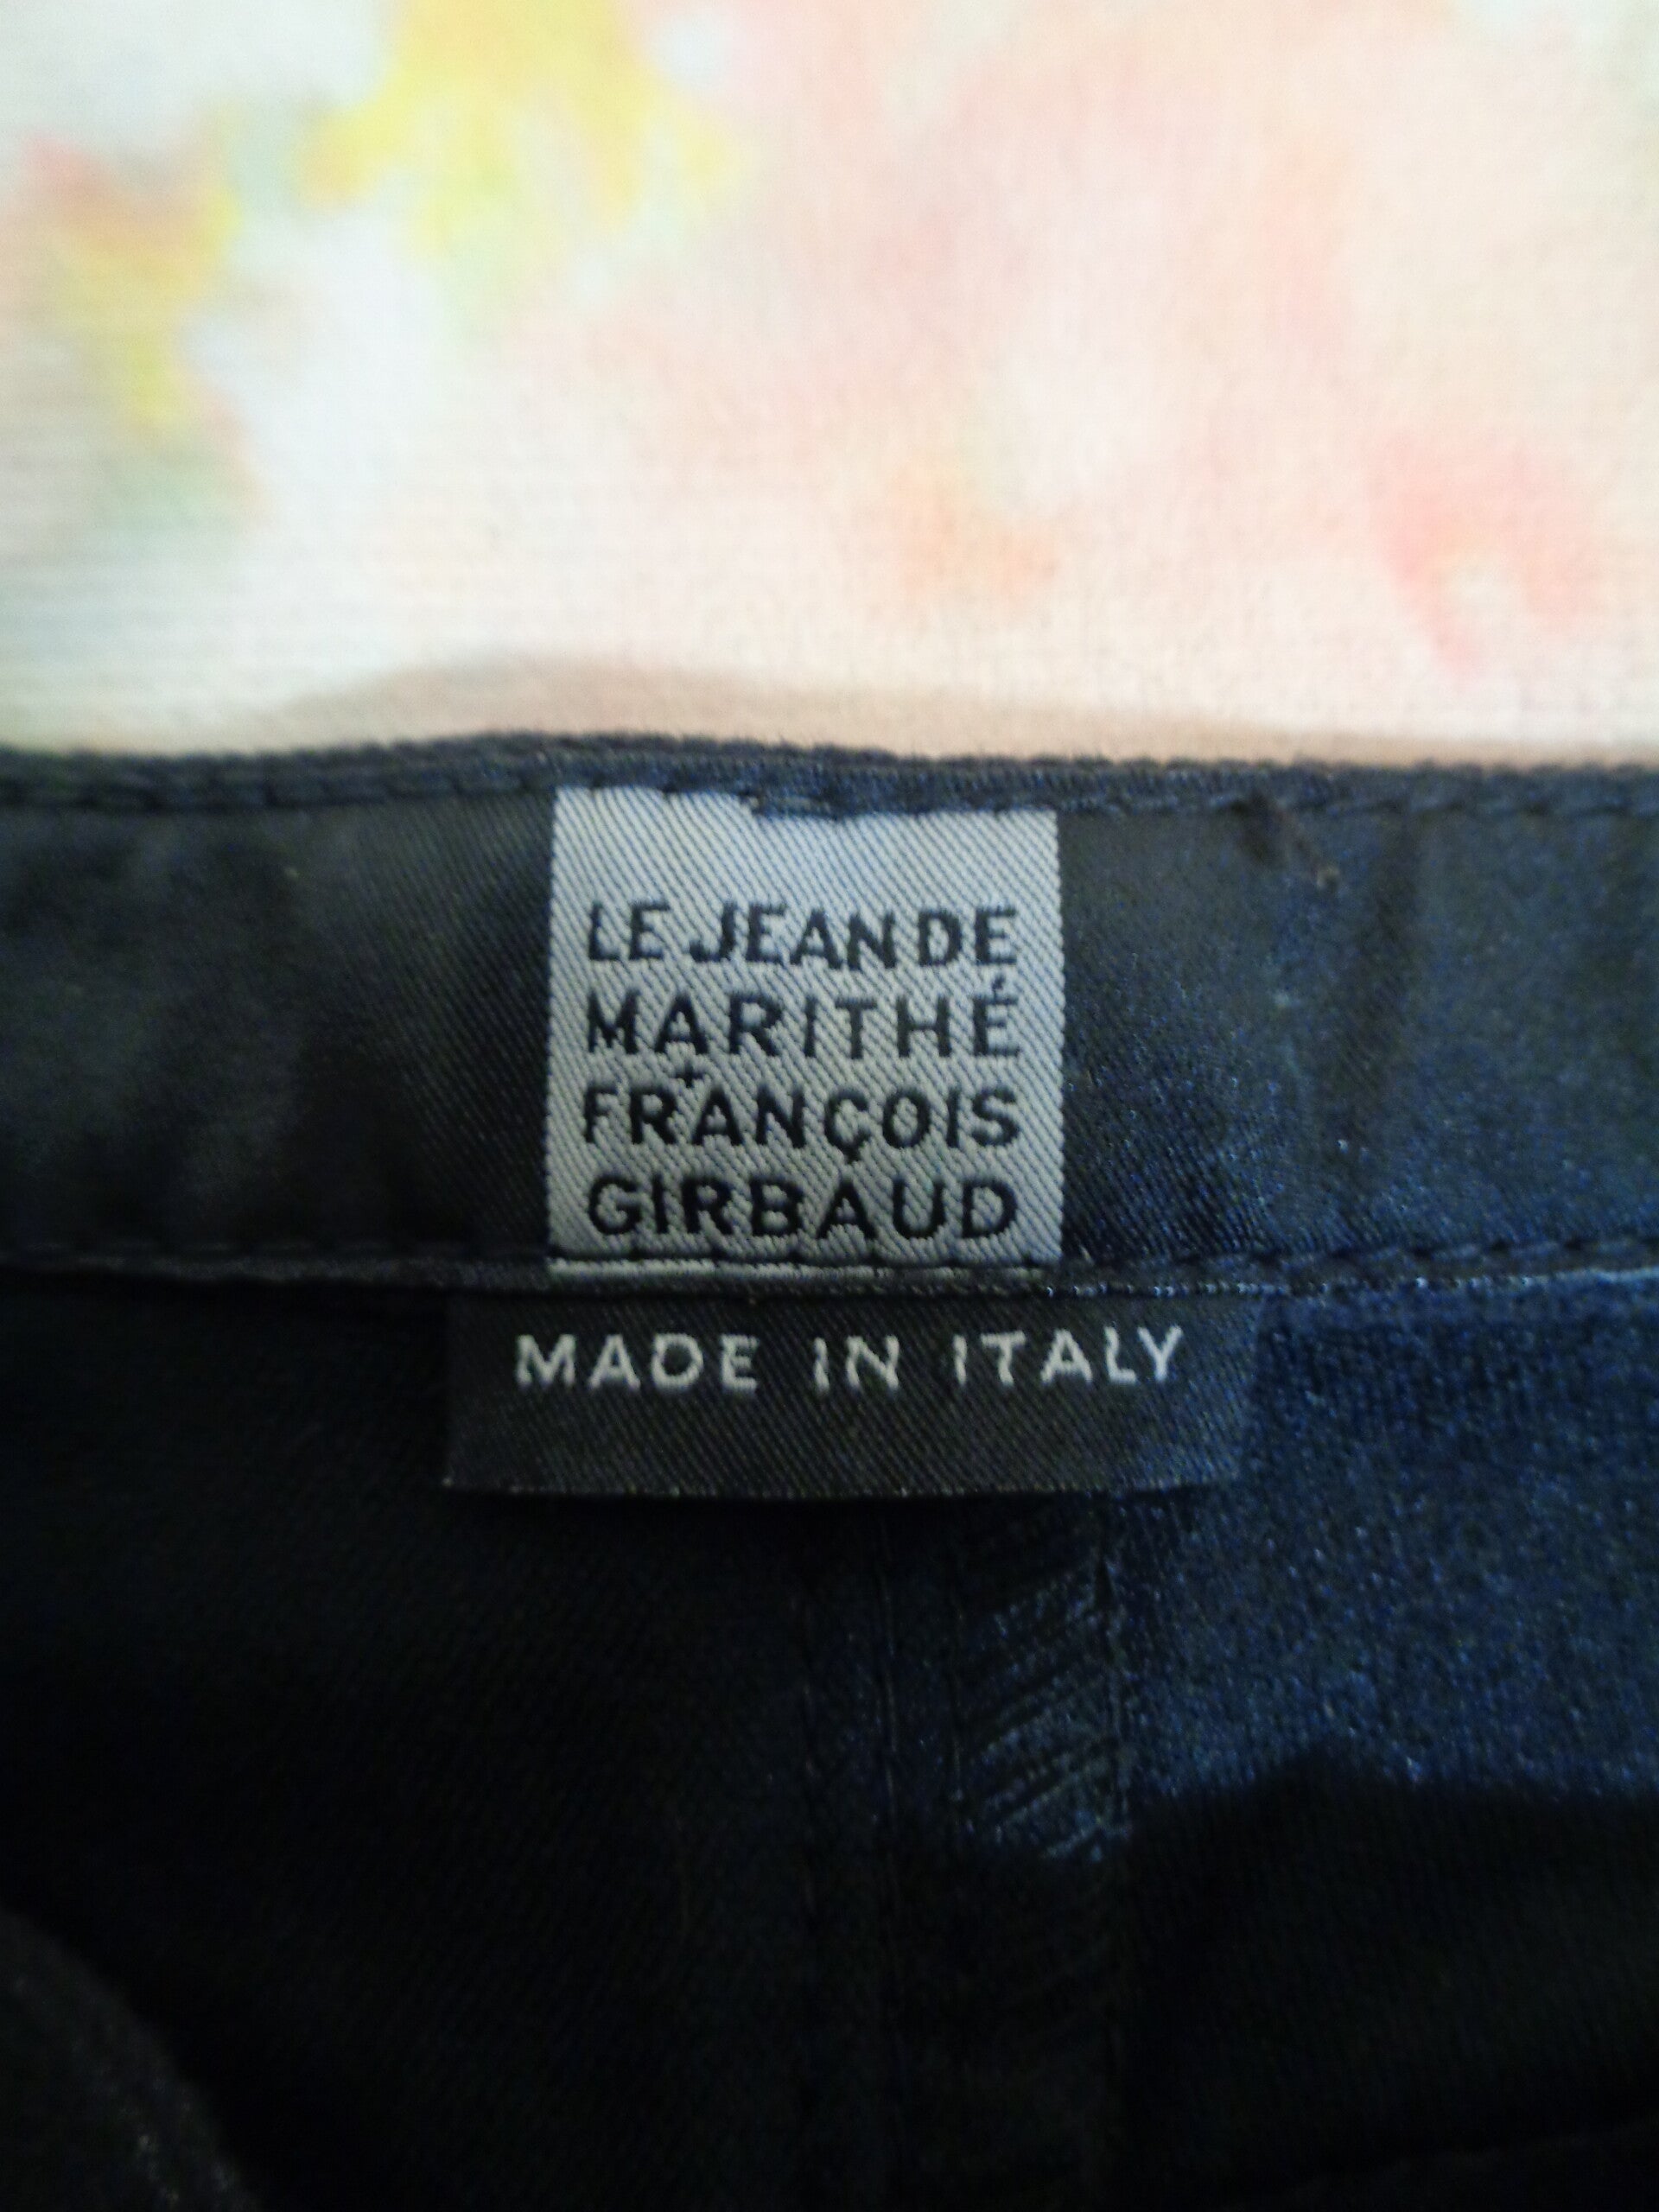 LE JEAN DE
MARITHÉ
+
FRANÇOIS
GIRBAUD
MADE IN ITALY